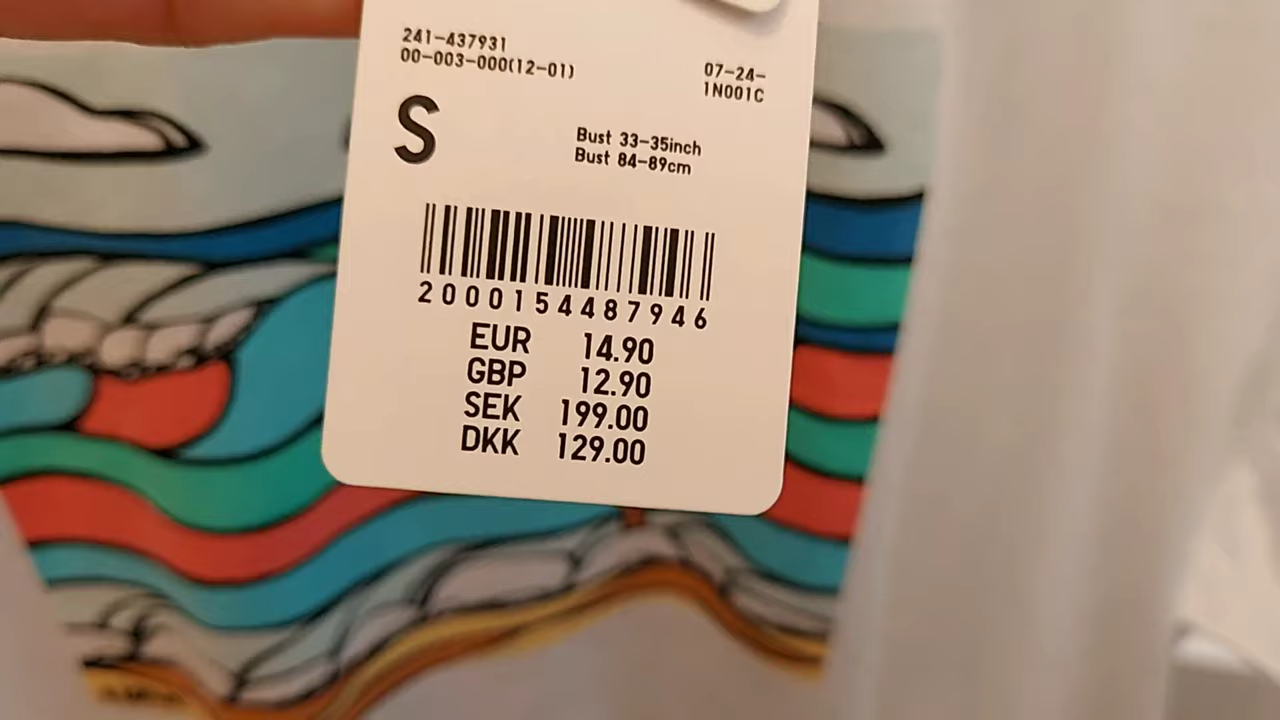 241-437931
00-003-000(12-01)
07-24-
1N001C
S
Bust 33-35inch
Bust 84-89cm
2000154487946
EUR 14.90
GBP 12.90
SEK 199.00
DKK 129.00